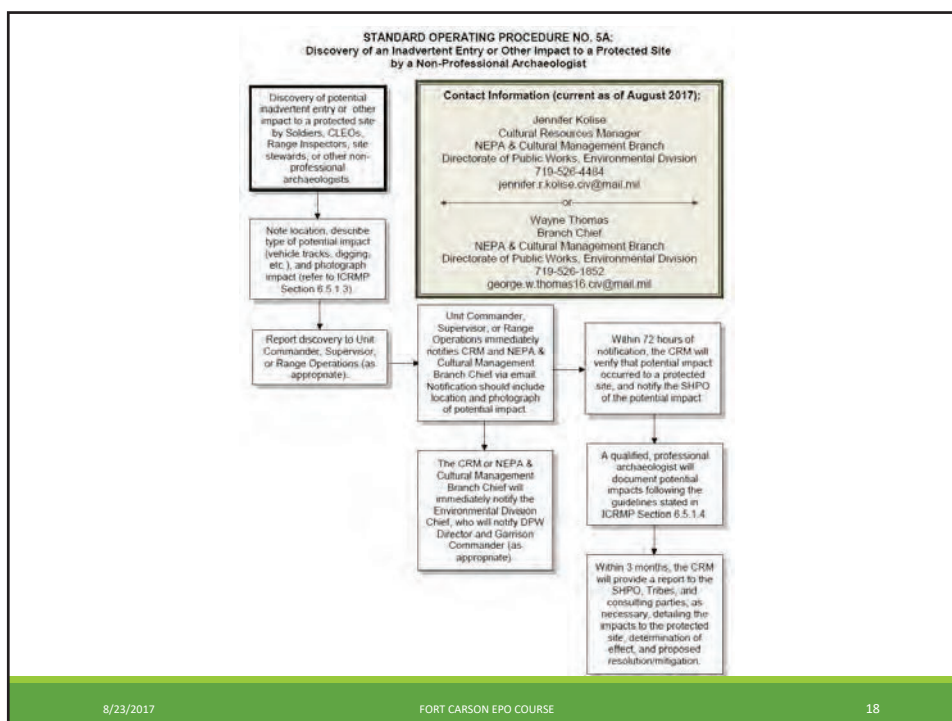 STANDARD OPERATING PROCEDURE NO. 5A:
Discovery of an Inadvertent Entry or Other Impact to a Protected Site
by a Non-Professional Archaeologist
Discovery of potential
inadvertent entry or other
impact to a protected site
by Soldiers, CLEOs,
Range Inspectors, site
stewards, or other non-
professional
archaeologists.
Contact Information (current as of August 2017):
Jennifer Kolise
Cultural Resources Manager
NEPA & Cultural Management Branch
Directorate of Public Works, Environmental Division
719-526-4484
jennifer.r.kolise.civ@mail.mil
or
Wayne Thomas
Branch Chief
NEPA & Cultural Management Branch
Directorate of Public Works, Environmental Division
719-526-1852
george.w.thomas16.civ@mail.mil
Note location, describe
type of potential impact
(vehicle tracks, digging,
etc.), and photograph
impact (refer to ICRMP
Section 6.5.1.3)
Report discovery to Unit
Commander, Supervisor,
or Range Operations (as
appropriate).
Unit Commander,
Supervisor, or Range
Operations immediately
notifies CRM and NEPA &
Cultural Management
Branch Chief via email.
Notification should include
location and photograph
of potential impact
The CRM or NEPA &
Cultural Management
Branch Chief will
immediately notify the
Environmental Division
Chief, who will notify DPW
Director and Garrison
Commander (as
appropriate)
Within 72 hours of
notification, the CRM will
verify that potential impact
occurred to a protected
site, and notify the SHPO
of the potential impact
A qualified, professional
archaeologist will
document potential
impacts following the
guidelines stated in
ICRMP Section 6.5.1.4
Within 3 months, the CRM
will provide a report to the
SHPO, Tribes, and
consulting parties, as
necessary, detailing the
impacts to the protected
site, determination of
effect, and proposed
resolution/mitigation.
8/23/2017
FORT CARSON EPO COURSE
18